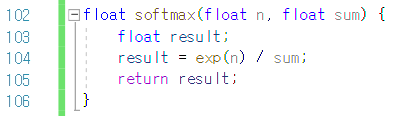 102 float softmax(float n, float sum) {
103 float result;
104 result = exp(n) / sum;
105 return result;
106 }